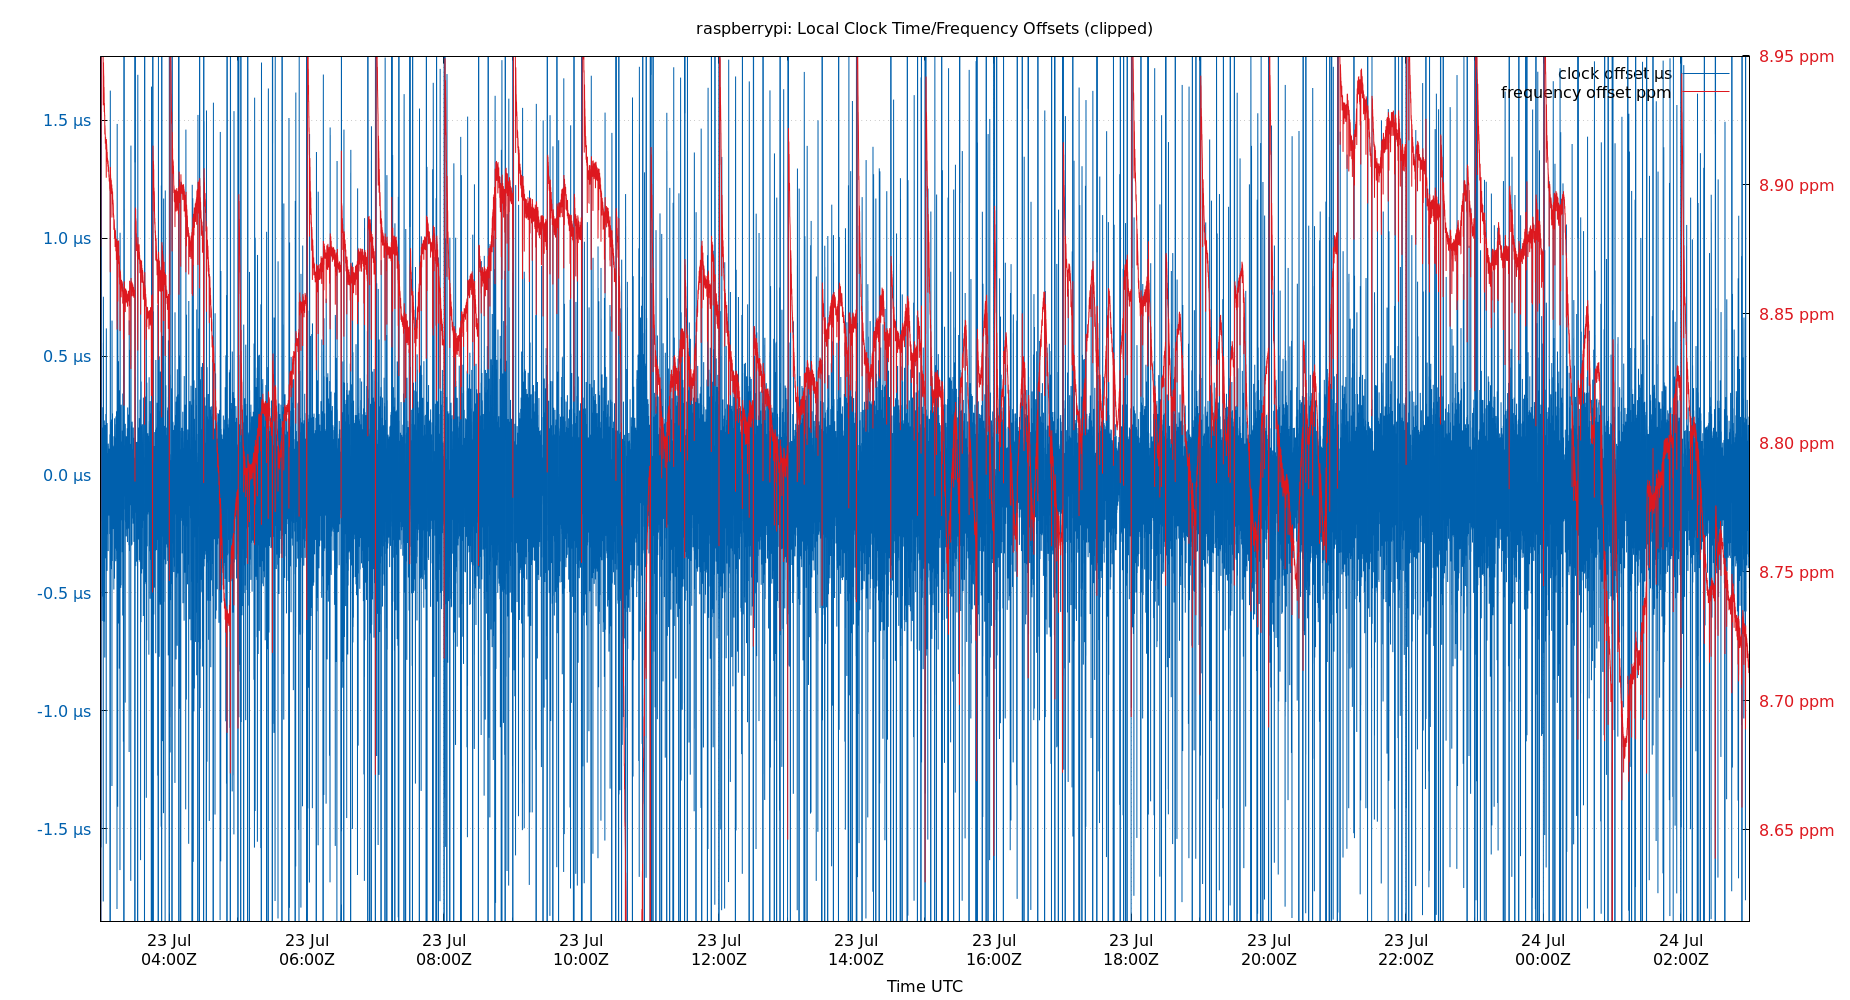 raspberrypi: Local Clock Time/Frequency Offsets (clipped)
clock offset µs
frequency offset ppm
1.5 µs
1.0 µs
0.5 µs
0.0 µs
-0.5 µs
-1.0 µs
-1.5 µs
8.95 ppm
8.90 ppm
8.85 ppm
8.80 ppm
8.75 ppm
8.70 ppm
8.65 ppm
23 Jul 23 Jul 23 Jul 23 Jul 23 Jul 23 Jul 23 Jul 23 Jul 23 Jul 23 Jul 24 Jul 24 Jul
04:00Z 06:00Z 08:00Z 10:00Z 12:00Z 14:00Z 16:00Z 18:00Z 20:00Z 22:00Z 00:00Z 02:00Z
Time UTC